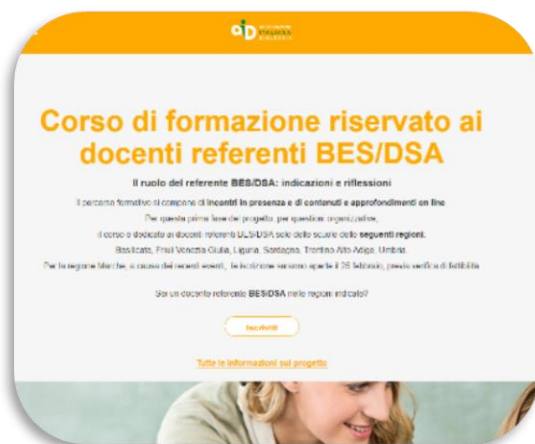 aiD ASSOCIAZIONE
ITALIANA
DISLESSIA
Corso di formazione riservato ai
docenti referenti BES/DSA
Il ruolo del referente BES/DSA: indicazioni e riflessioni
Il percorso formativo si compone di incontri in presenza e di contenuti e approfondimenti on line
Per questa prima fase del progetto, per questioni organizzative,
il corso è dedicato ai docenti referenti BES/DSA solo delle scuole delle seguenti regioni:
Basilicata, Friuli Venezia Giulia, Liguria, Sardegna, Trentino Alto Adige, Umbria.
Per la regione Marche, a causa dei recenti eventi, le iscrizione saranno aperte il 25 febbraio, previa verifica di fattibilità
Sei un docente referente BES/DSA nelle regioni indicate?
Iscriviti
Tutte le informazioni sul progetto